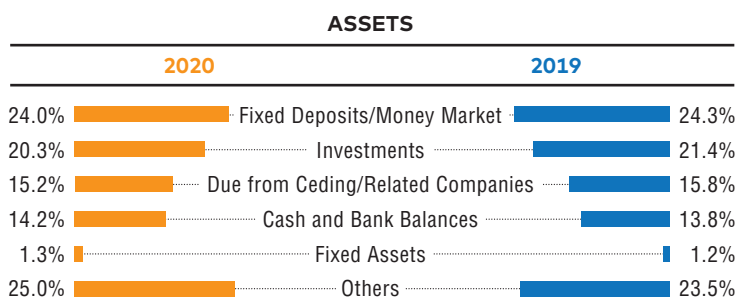 ASSETS
2020 2019
24.0% Fixed Deposits/Money Market 24.3%
20.3% Investments 21.4%
15.2% Due from Ceding/Related Companies 15.8%
14.2% Cash and Bank Balances 13.8%
1.3% Fixed Assets 1.2%
25.0% Others 23.5%